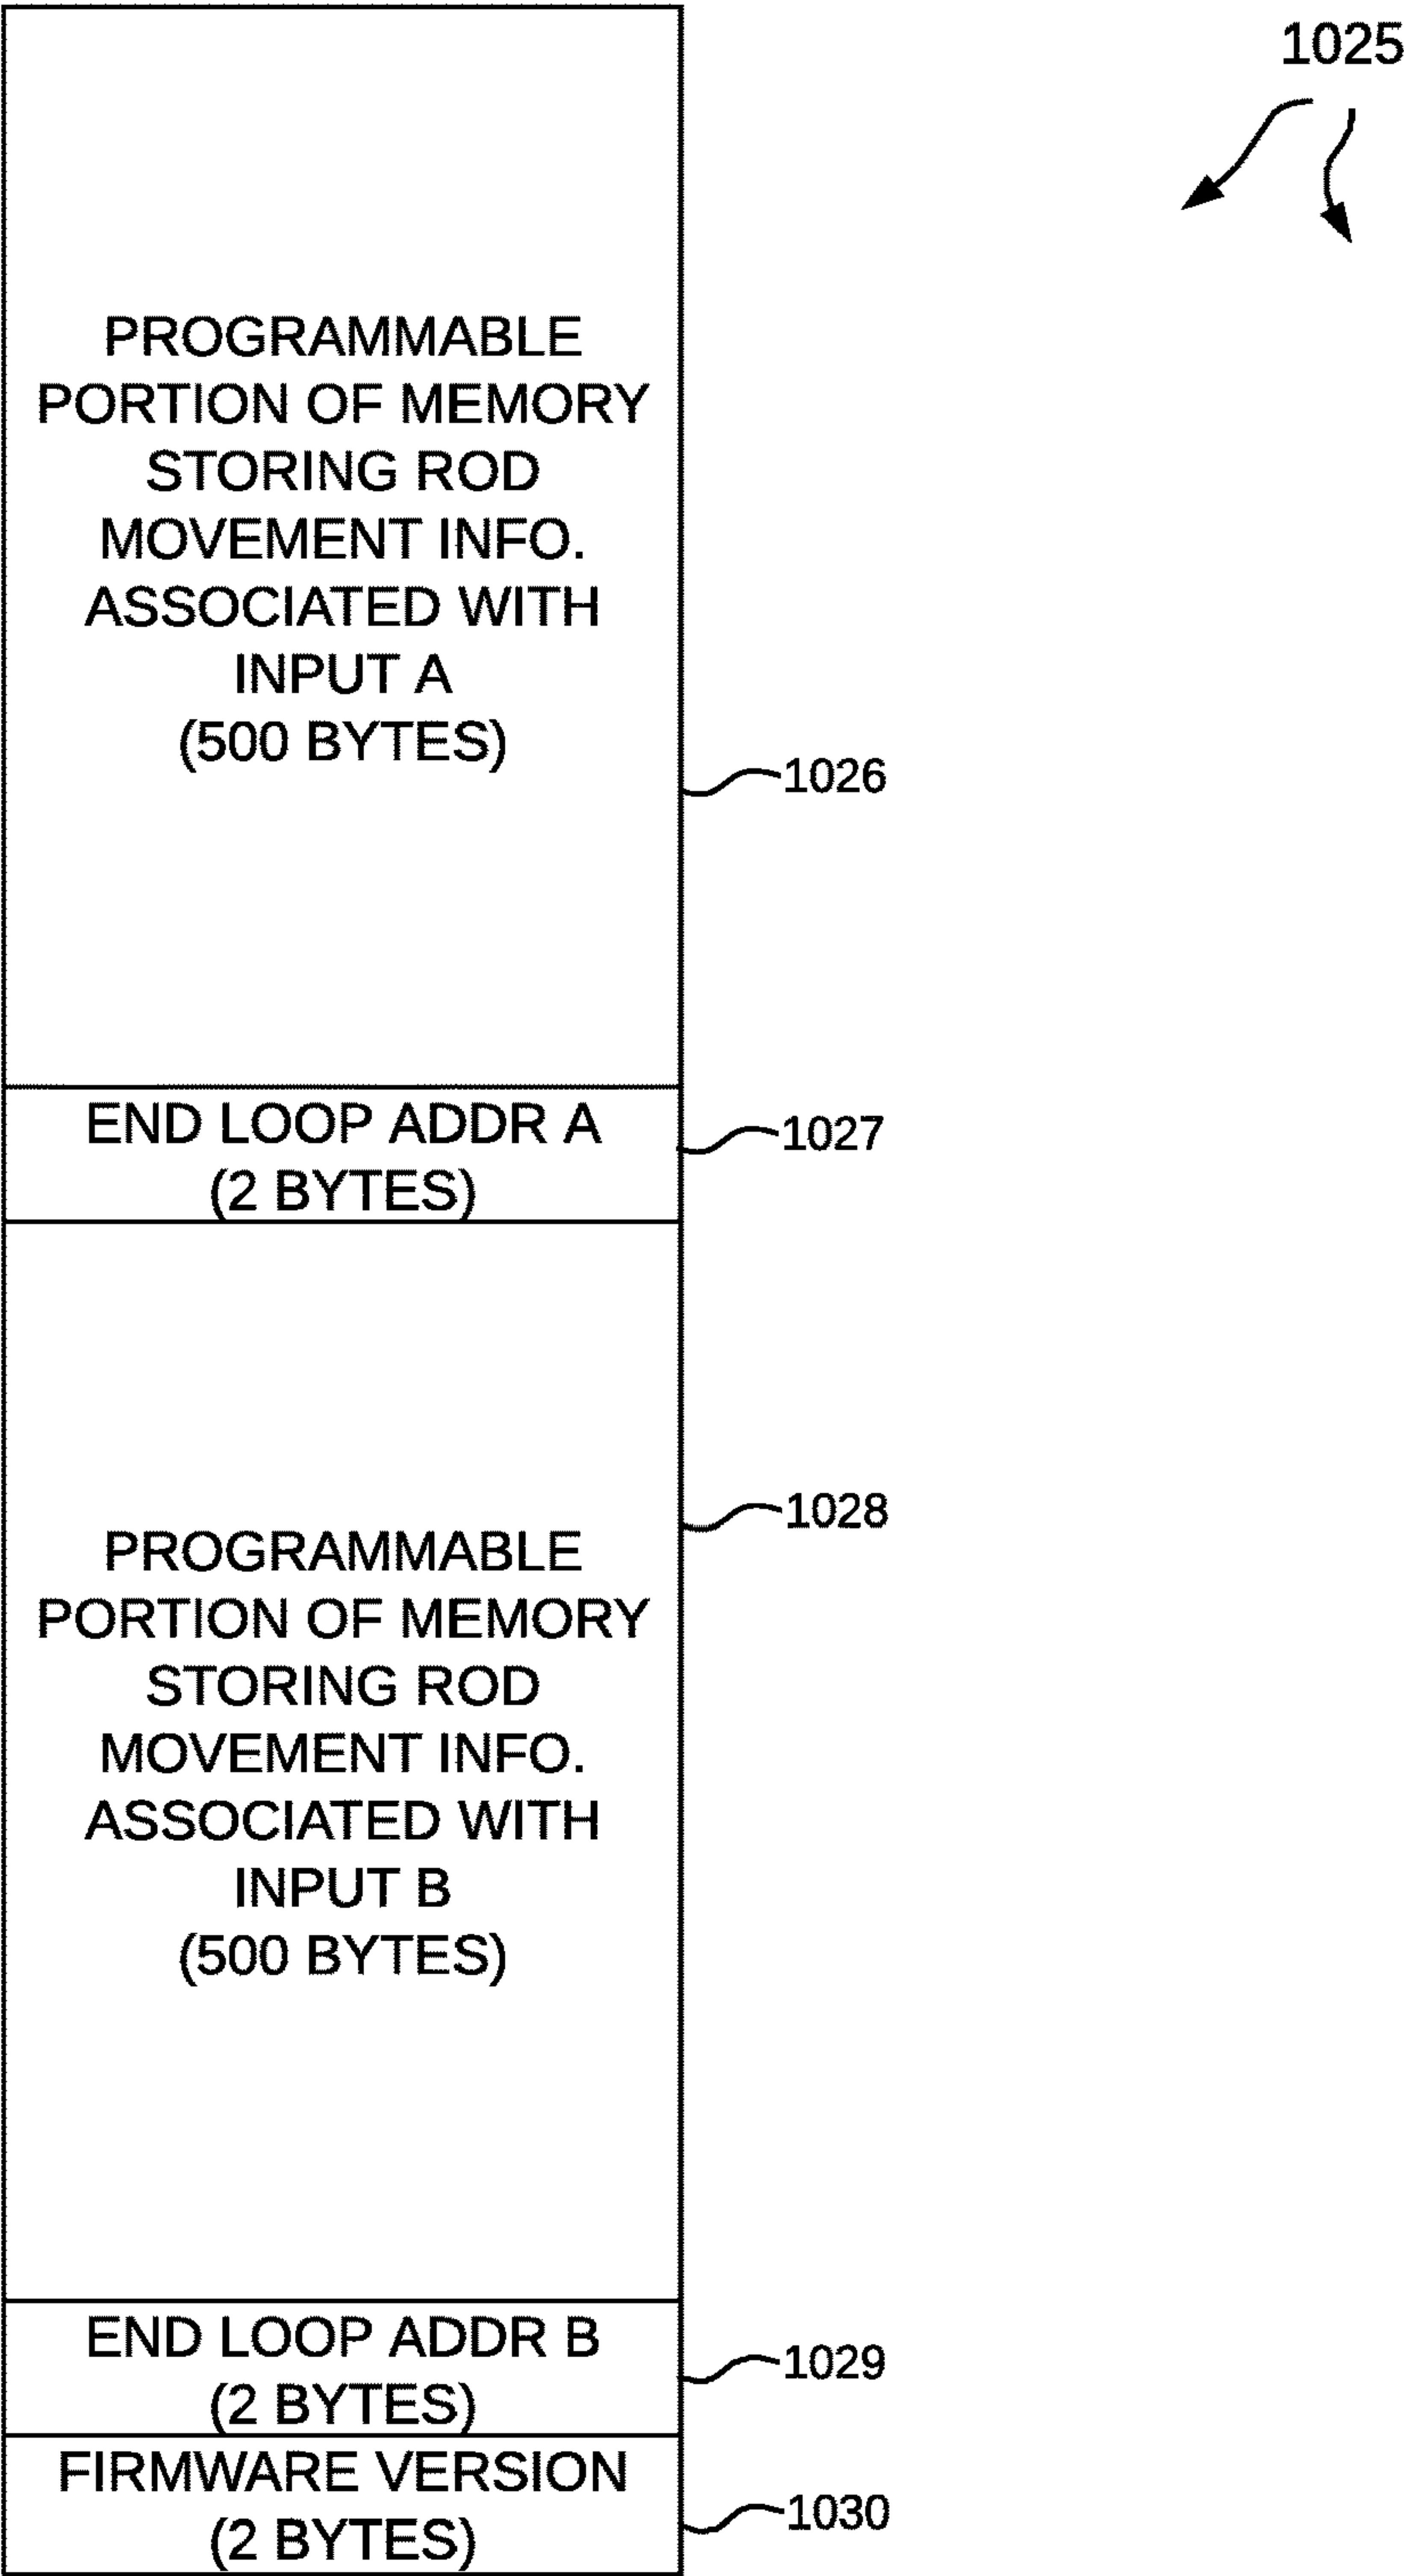 1025
PROGRAMMABLE
PORTION OF MEMORY
STORING ROD
MOVEMENT INFO.
ASSOCIATED WITH
INPUT A
(500 BYTES)
1026
END LOOP ADDR A
(2 BYTES)
1027
PROGRAMMABLE
PORTION OF MEMORY
STORING ROD
MOVEMENT INFO.
ASSOCIATED WITH
INPUT B
(500 BYTES)
1028
END LOOP ADDR B
(2 BYTES)
1029
FIRMWARE VERSION
(2 BYTES)
1030